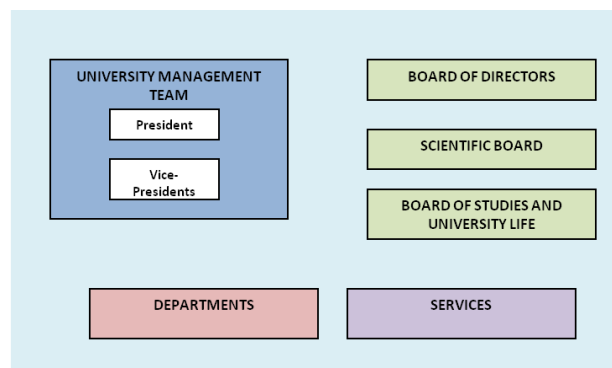 UNIVERSITY MANAGEMENT
TEAM
President
Vice-
Presidents
BOARD OF DIRECTORS
SCIENTIFIC BOARD
BOARD OF STUDIES AND
UNIVERSITY LIFE
DEPARTMENTS
SERVICES